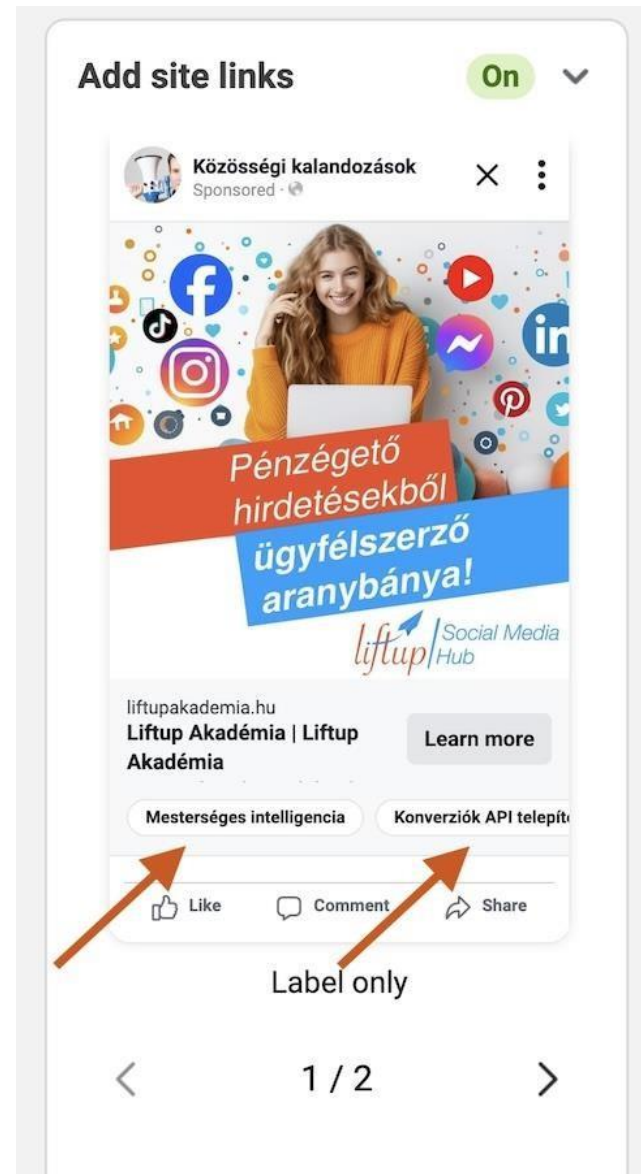 Add site links
On
Közösségi kalandozások
Sponsored ·
Pénzégető
hirdetésekből
ügyfélszerző
aranybánya!
liftup
Social Media
Hub
liftupakademia.hu
Liftup Akadémia | Liftup
Akadémia
Learn more
Mesterséges intelligencia
Konverziók API
Like
Comment
Share
Label only
1 / 2